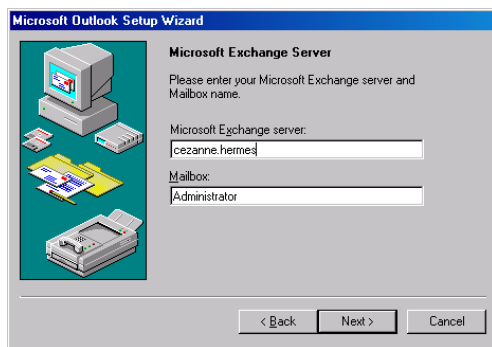 Microsoft Outlook Setup Wizard
Microsoft Exchange Server
Please enter your Microsoft Exchange server and
Mailbox name.
Microsoft Exchange server:
cezanne.hermes
Mailbox:
Administrator
< Back
Next >
Cancel